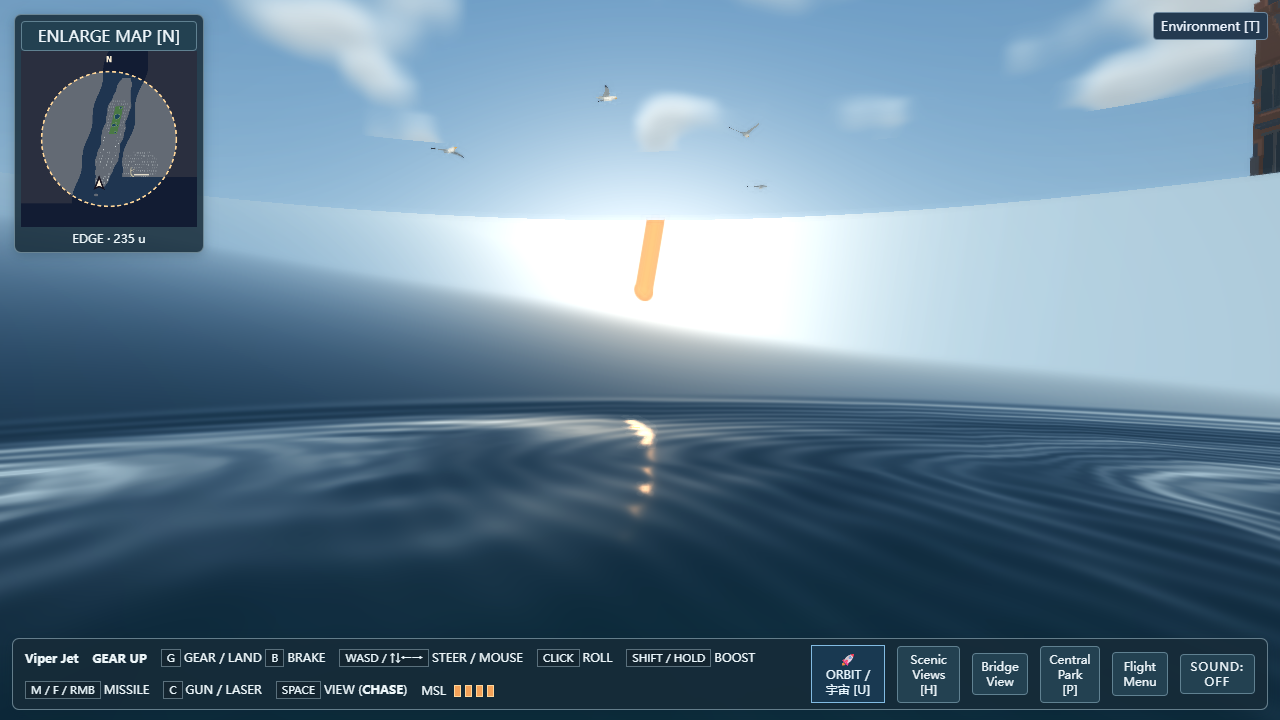 ENLARGE MAP [N]
N
EDGE · 235 u
Environment [T]
Viper Jet GEAR UP G GEAR / LAND B BRAKE WASD / ↑↓←→ STEER / MOUSE CLICK ROLL SHIFT / HOLD BOOST
M / F / RMB MISSILE C GUN / LASER SPACE VIEW (CHASE) MSL
🚀
ORBIT /
宇宙 [U]
Scenic
Views
[H]
Bridge
View
Central
Park
[P]
Flight
Menu
SOUND:
OFF